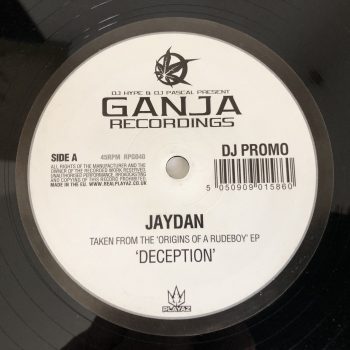 DJ HYPE & DJ PASCAL PRESENT
GANJA
RECORDINGS
SIDE A
45RPM RPG040
DJ PROMO
ALL RIGHTS OF THE MANUFACTURER AND THE
OWNER OF THE RECORDED WORK RESERVED.
UNAUTHORISED PERFORMANCE, BROADCASTING
AND COPYING OF THIS RECORD PROHIBITED.
MADE IN THE EU. WWW.REALPLAYAZ.CO.UK
5 050909 015860
JAYDAN
TAKEN FROM THE 'ORIGINS OF A RUDEBOY' EP
'DECEPTION'
PLAYAZ